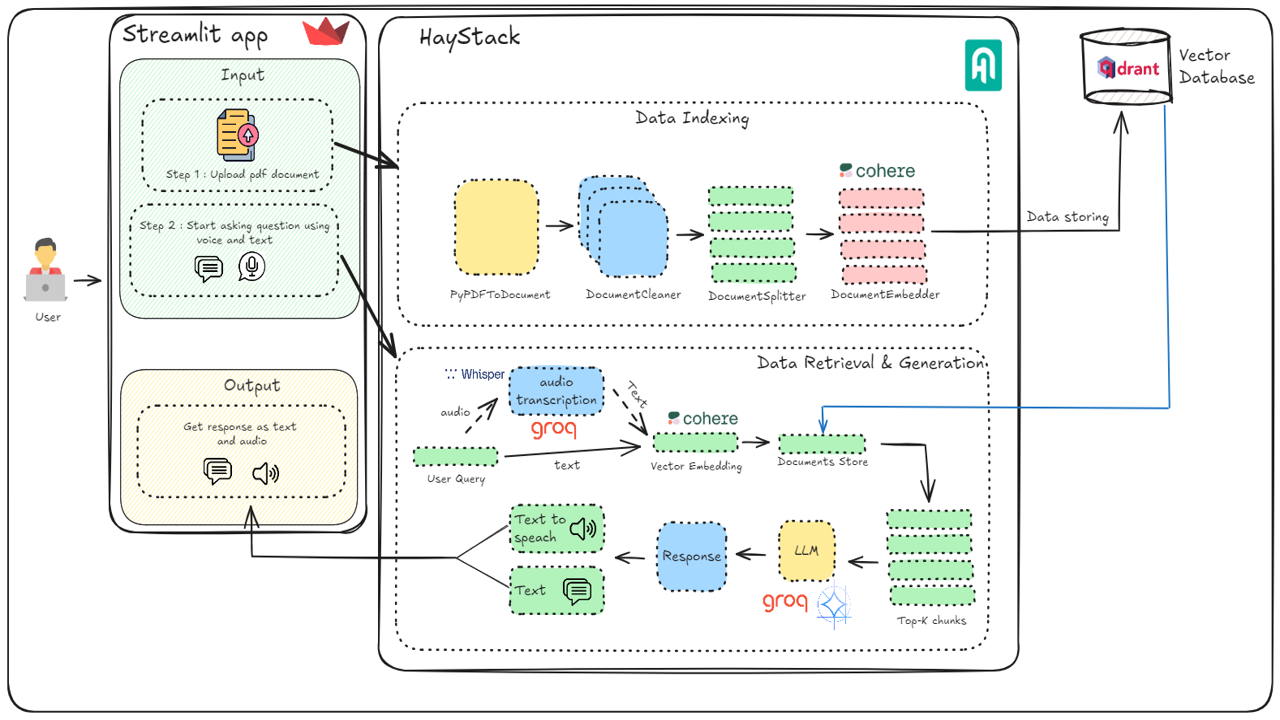 Streamlit app
Input
Step 1 : Upload pdf document
Step 2 : Start asking question using
voice and text
User
Output
Get response as text
and audio
HayStack
Data Indexing
PyPDFToDocument
DocumentCleaner
DocumentSplitter
cohere
DocumentEmbedder
Data storing
qdrant
Vector
Database
Data Retrieval & Generation
Whisper
audio
transcription
groq
audio
Text
text
User Query
cohere
Vector Embedding
Documents Store
Top-K chunks
LLM
groq
Response
Text to
speach
Text